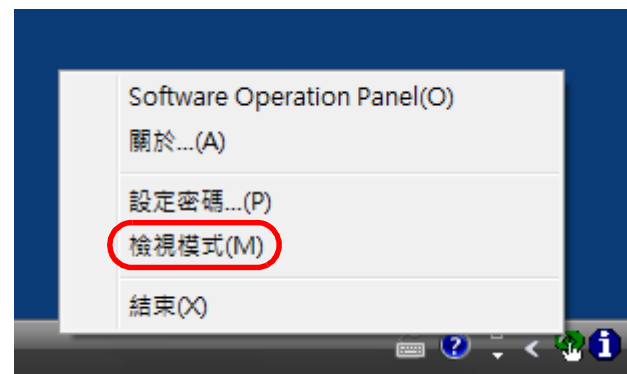 Software Operation Panel(O)
關於...(A)
設定密碼...(P)
檢視模式(M)
結束(X)